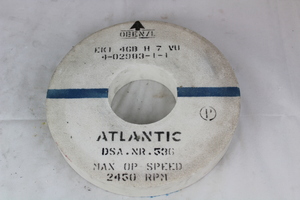 EK1 46B H 7 VU
4-02903-1-1
ATLANTIC
DSA.NR.536
MAX OP SPEED
2450 RPM